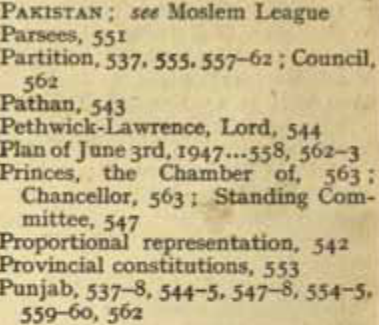 PAKISTAN; see Moslem League
Parsees, 551
Partition, 537, 555, 557–62; Council,
562
Pathan, 543
Pethwick-Lawrence, Lord, 544
Plan of June 3rd, 1947...558, 562–3
Princes, the Chamber of, 563;
Chancellor, 563; Standing Com-
mittee, 547
Proportional representation, 542
Provincial constitutions, 553
Punjab, 537–8, 544–5, 547–8, 554–5,
559–60, 562